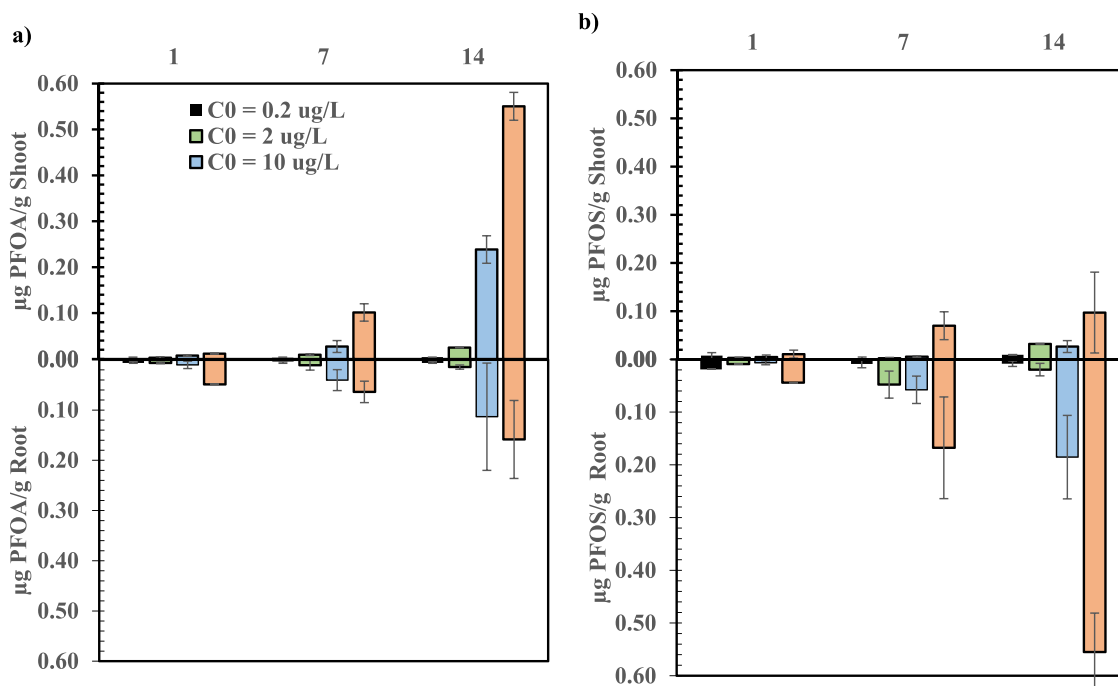 a)
1 7 14
0.60
0.50
0.40
0.30
0.20
0.10
0.00
0.10
0.20
0.30
0.40
0.50
0.60
µg PFOA/g Shoot
µg PFOA/g Root
C0 = 0.2 ug/L
C0 = 2 ug/L
C0 = 10 ug/L
b)
1 7 14
0.60
0.50
0.40
0.30
0.20
0.10
0.00
0.10
0.20
0.30
0.40
0.50
0.60
µg PFOS/g Shoot
µg PFOS/g Root